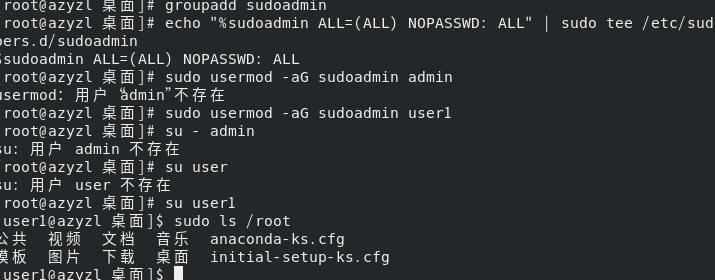 root@azyzl 桌面]# groupadd sudoadmin
root@azyzl 桌面]# echo "%sudoadmin ALL=(ALL) NOPASSWD: ALL" | sudo tee /etc/sud
oers.d/sudoadmin
%sudoadmin ALL=(ALL) NOPASSWD: ALL
root@azyzl 桌面]# sudo usermod -aG sudoadmin admin
usermod：用户“admin”不存在
root@azyzl 桌面]# sudo usermod -aG sudoadmin user1
root@azyzl 桌面]# su - admin
su: 用户 admin 不存在
root@azyzl 桌面]# su user
su: 用户 user 不存在
root@azyzl 桌面]# su user1
user1@azyzl 桌面]$ sudo ls /root
公共 视频 文档 音乐 anaconda-ks.cfg
模板 图片 下载 桌面 initial-setup-ks.cfg
user1@azyzl 桌面]$